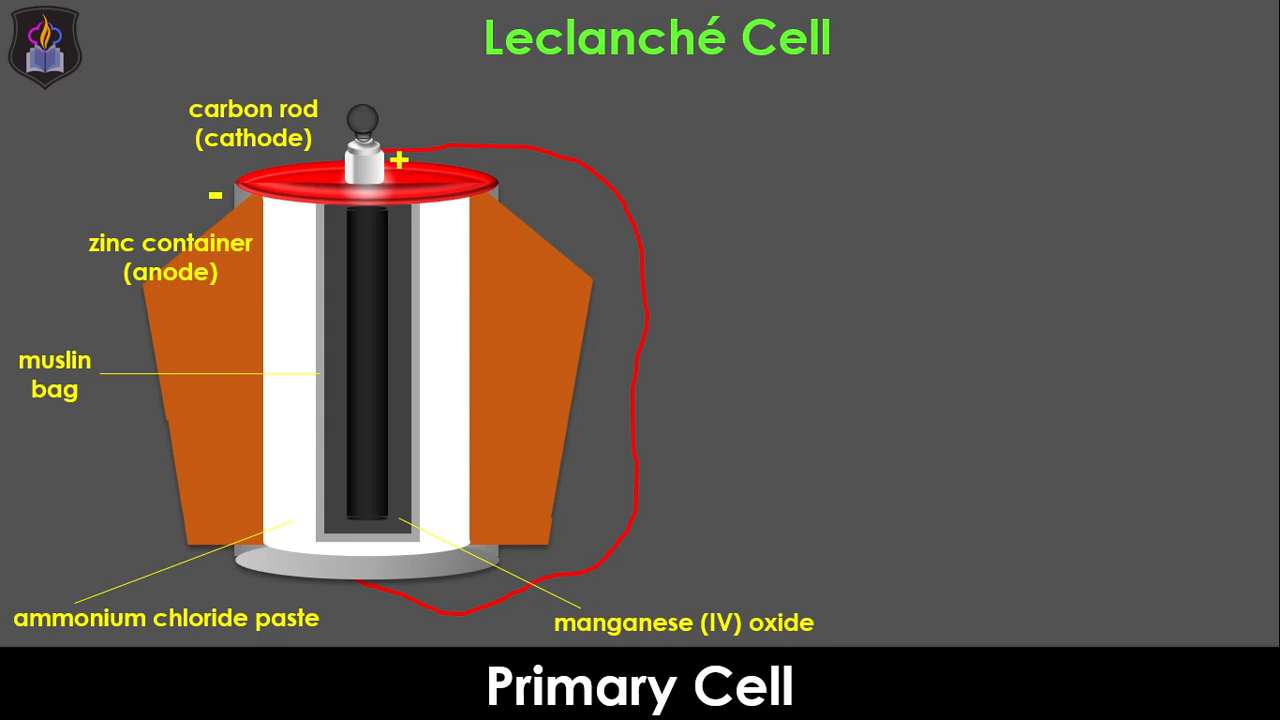 Leclanché Cell
carbon rod
(cathode)
+
-
zinc container
(anode)
muslin
bag
ammonium chloride paste
manganese (IV) oxide
Primary Cell